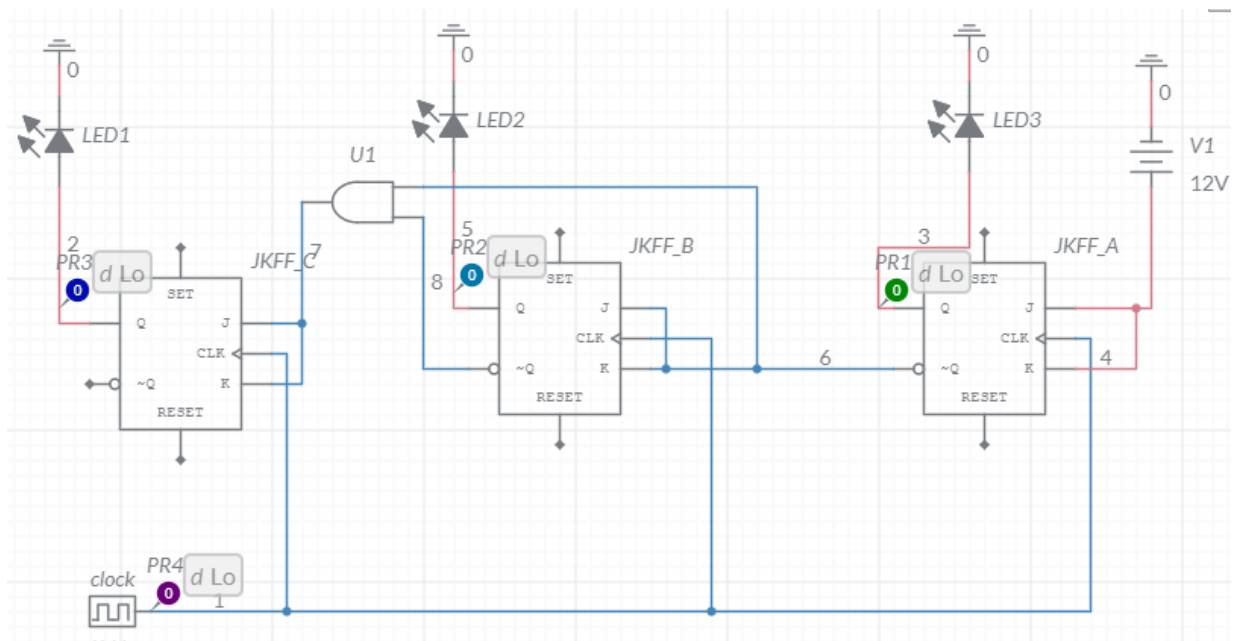 0
0
0
0
LED1
LED2
LED3
V1
12V
U1
2
PR3
d Lo
0
JKFF_C
7
SET
Q
J
CLK
K
~Q
RESET
5
PR2
d Lo
0
8
JKFF_B
SET
Q
J
CLK
K
~Q
RESET
6
3
PR1
d Lo
0
JKFF_A
SET
Q
J
CLK
K
~Q
RESET
4
clock
PR4
d Lo
0
1